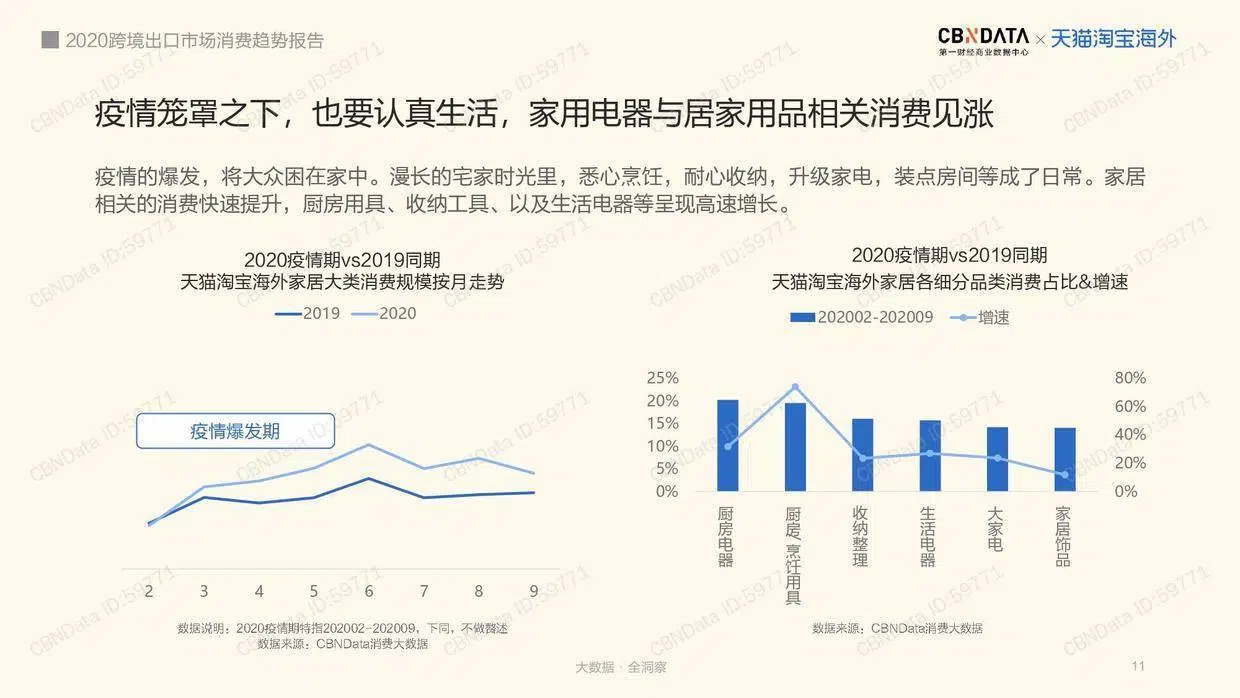 2020跨境出口市场消费趋势报告
CBNDATA × 天猫淘宝海外
第一财经商业数据中心
疫情笼罩之下，也要认真生活，家用电器与居家用品相关消费见涨
疫情的爆发，将大众困在家中。漫长的宅家时光里，悉心烹饪，耐心收纳，升级家电，装点房间等成了日常。家居
相关的消费快速提升，厨房用具、收纳工具、以及生活电器等呈现高速增长。
2020疫情期vs2019同期
天猫淘宝海外家居大类消费规模按月走势
2019 2020
疫情爆发期
2 3 4 5 6 7 8 9
数据说明：2020疫情期特指202002-202009，下同，不做赘述
数据来源：CBNData消费大数据
2020疫情期vs2019同期
天猫淘宝海外家居各细分品类消费占比&增速
202002-202009 增速
25%
20%
15%
10%
5%
0%
80%
60%
40%
20%
0%
厨房电器
厨房/烹饪用具
收纳整理
生活电器
大家电
家居饰品
数据来源：CBNData消费大数据
大数据·全洞察
11
CBNData ID:59771